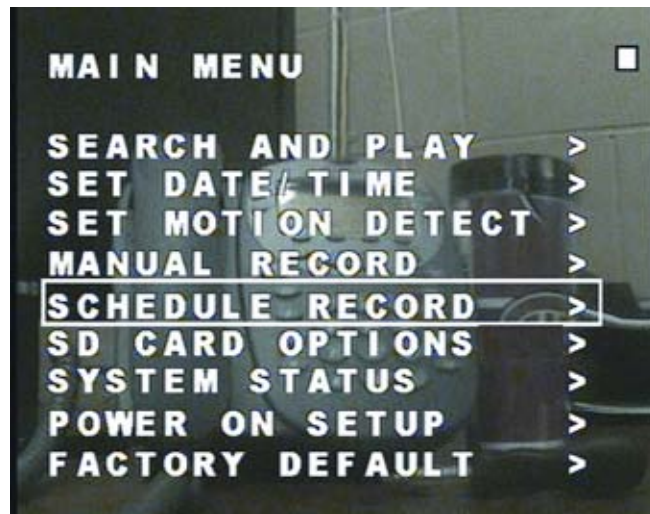 MAIN MENU
SEARCH AND PLAY >
SET DATE/TIME >
SET MOTION DETECT >
MANUAL RECORD >
SCHEDULE RECORD >
SD CARD OPTIONS >
SYSTEM STATUS >
POWER ON SETUP >
FACTORY DEFAULT >